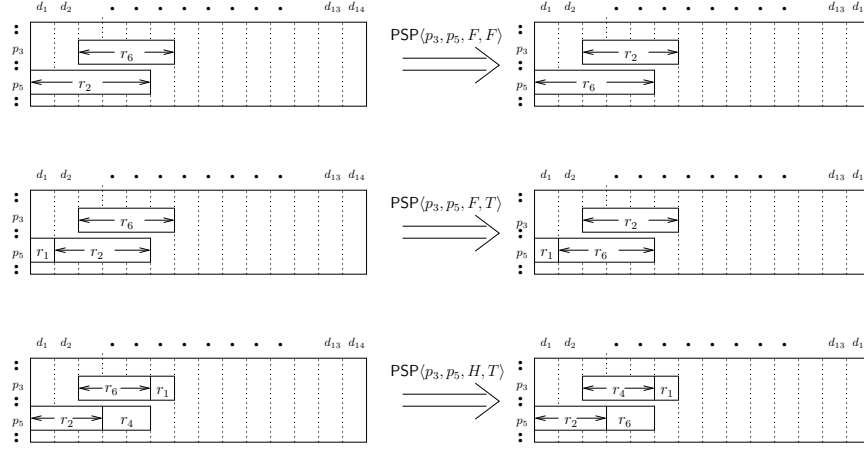 d1 d2 d13 d14 d1 d2 d13 d14
p3 r6 PSP⟨p3, p5, F, F⟩ p3 r2
p5 r2 p5 r6
d1 d2 d13 d14 d1 d2 d13 d1
p3 r6 PSP⟨p3, p5, F, T⟩ p3 r2
p5 r1 r2 p5 r1 r6
d1 d2 d13 d14 d1 d2 d13 d1
p3 r6 r1 PSP⟨p3, p5, H, T⟩ p3 r4 r1
p5 r2 r4 p5 r2 r6